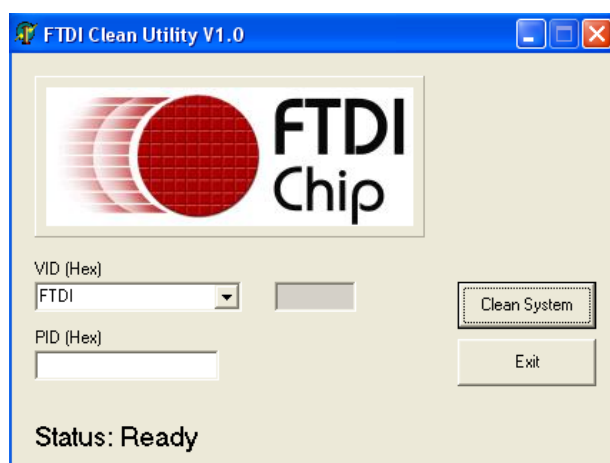 FTDI Clean Utility V1.0
FTDI
Chip
VID (Hex)
FTDI
Clean System
PID (Hex)
Exit
Status: Ready